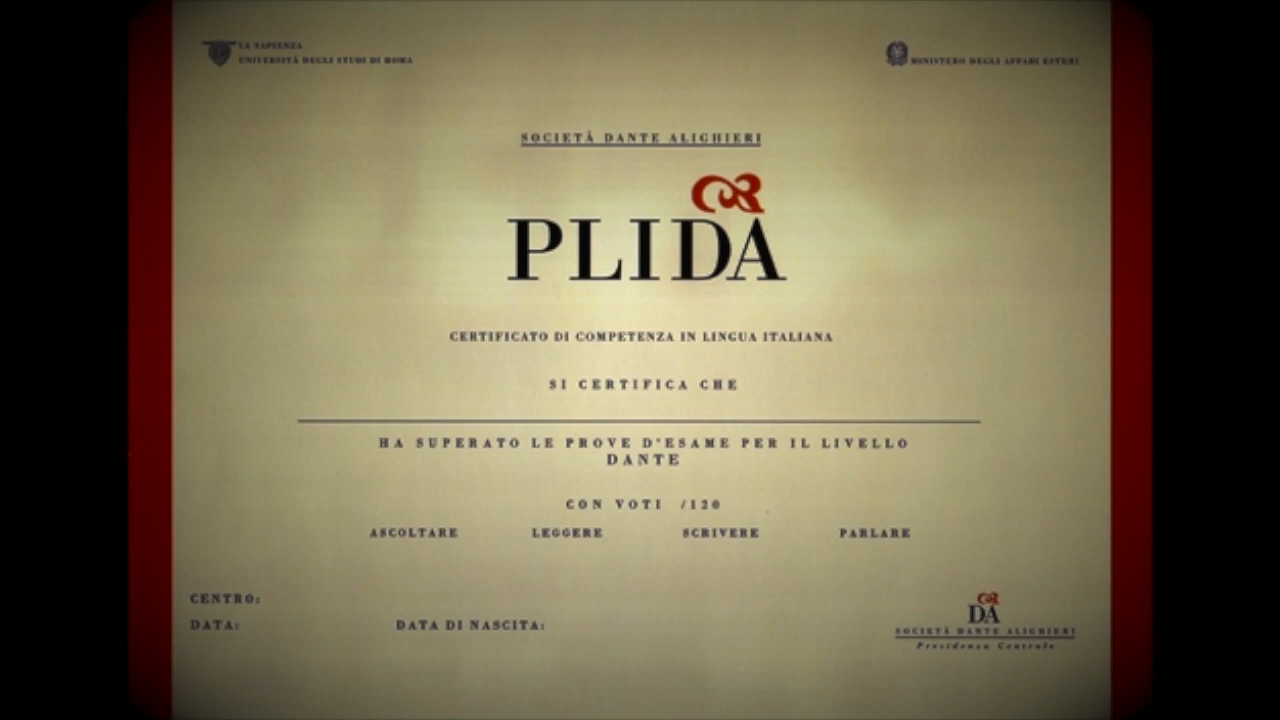 LA SAPIENZA
UNIVERSITÀ DEGLI STUDI DI ROMA
MINISTERO DEGLI AFFARI ESTERI
SOCIETÀ DANTE ALIGHIERI
PLIDA
CERTIFICATO DI COMPETENZA IN LINGUA ITALIANA
SI CERTIFICA CHE
HA SUPERATO LE PROVE D'ESAME PER IL LIVELLO
DANTE
CON VOTI /120
ASCOLTARE LEGGERE SCRIVERE PARLARE
CENTRO:
DATA: DATA DI NASCITA:
DA
SOCIETÀ DANTE ALIGHIERI
Presidenza Centrale